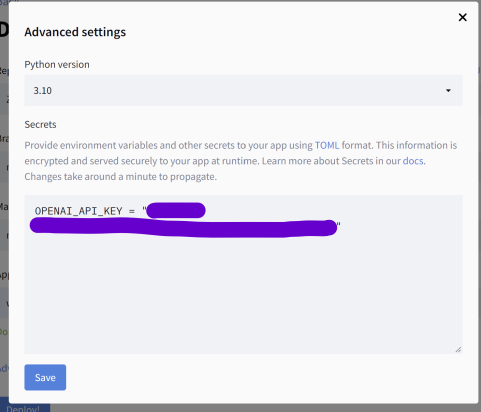 Advanced settings
Python version
3.10
Secrets
Provide environment variables and other secrets to your app using TOML format. This information is
encrypted and served securely to your app at runtime. Learn more about Secrets in our docs.
Changes take around a minute to propagate.
OPENAI_API_KEY = "
"
Save
Deploy!